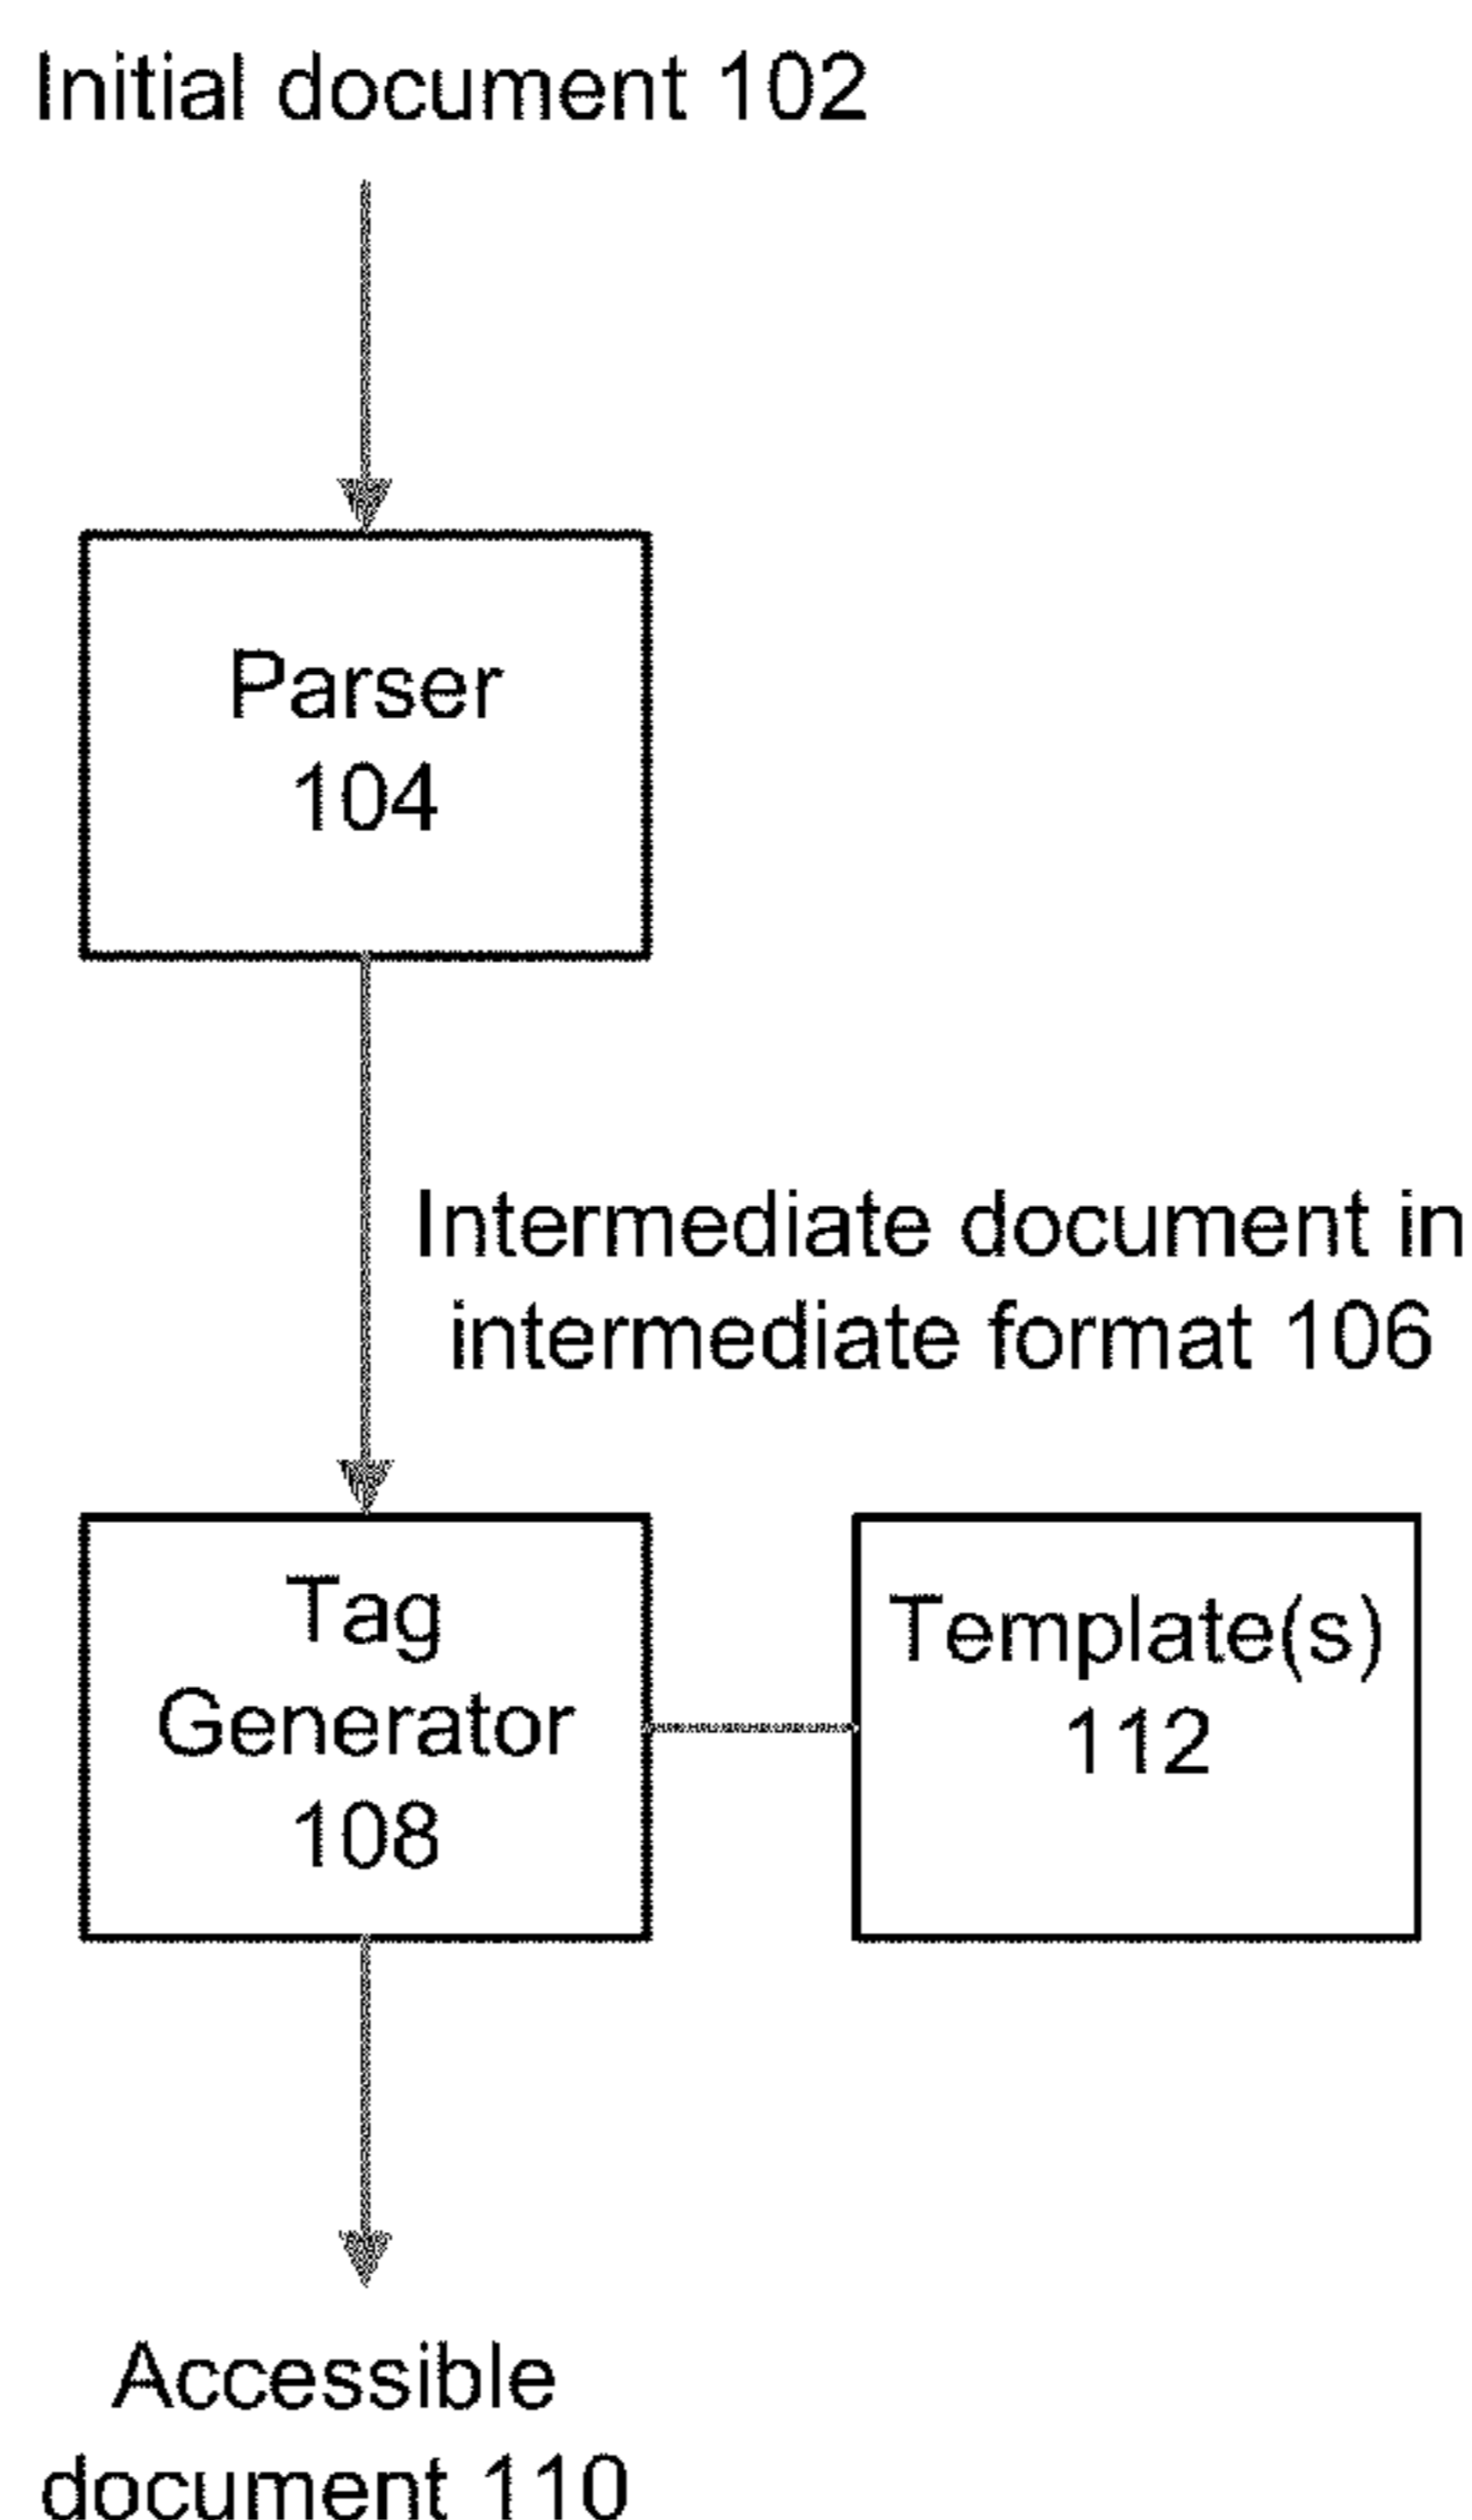 Initial document 102
Parser
104
Intermediate document in
intermediate format 106
Tag
Generator
108
Template(s)
112
Accessible
document 110